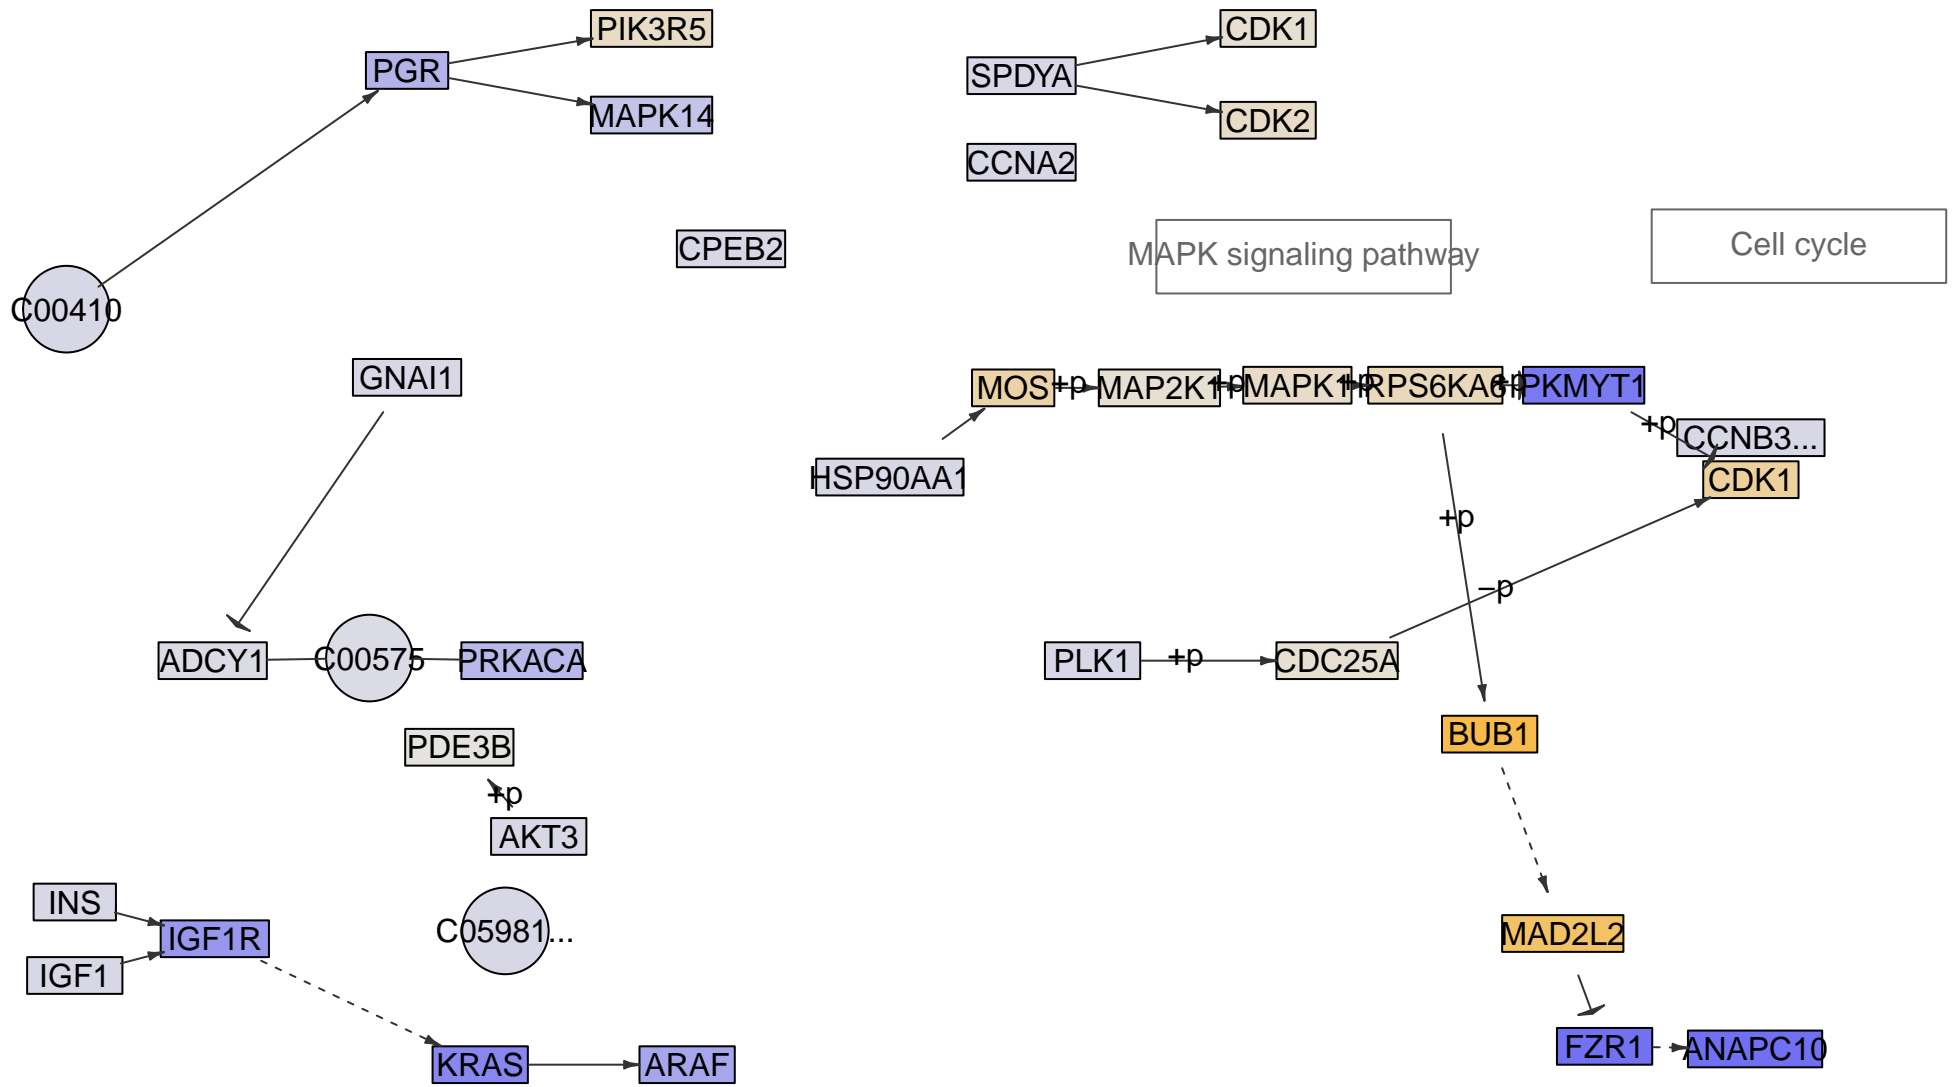 PIK3R5
CDK1
PGR
SPDYA
MAPK14
CDK2
CCNA2
CPEB2
MAPK signaling pathway
Cell cycle
C00410
GNAI1
MOS
+p
MAP2K1
+p
MAPK1
+p
RPS6KA6
+p
PKMYT1
+p
CCNB3...
HSP90AA1
CDK1
+p
−p
ADCY1
C00575
PRKACA
PLK1
+p
CDC25A
BUB1
PDE3B
+p
AKT3
INS
IGF1R
C05981...
MAD2L2
IGF1
FZR1
ANAPC10
KRAS
ARAF